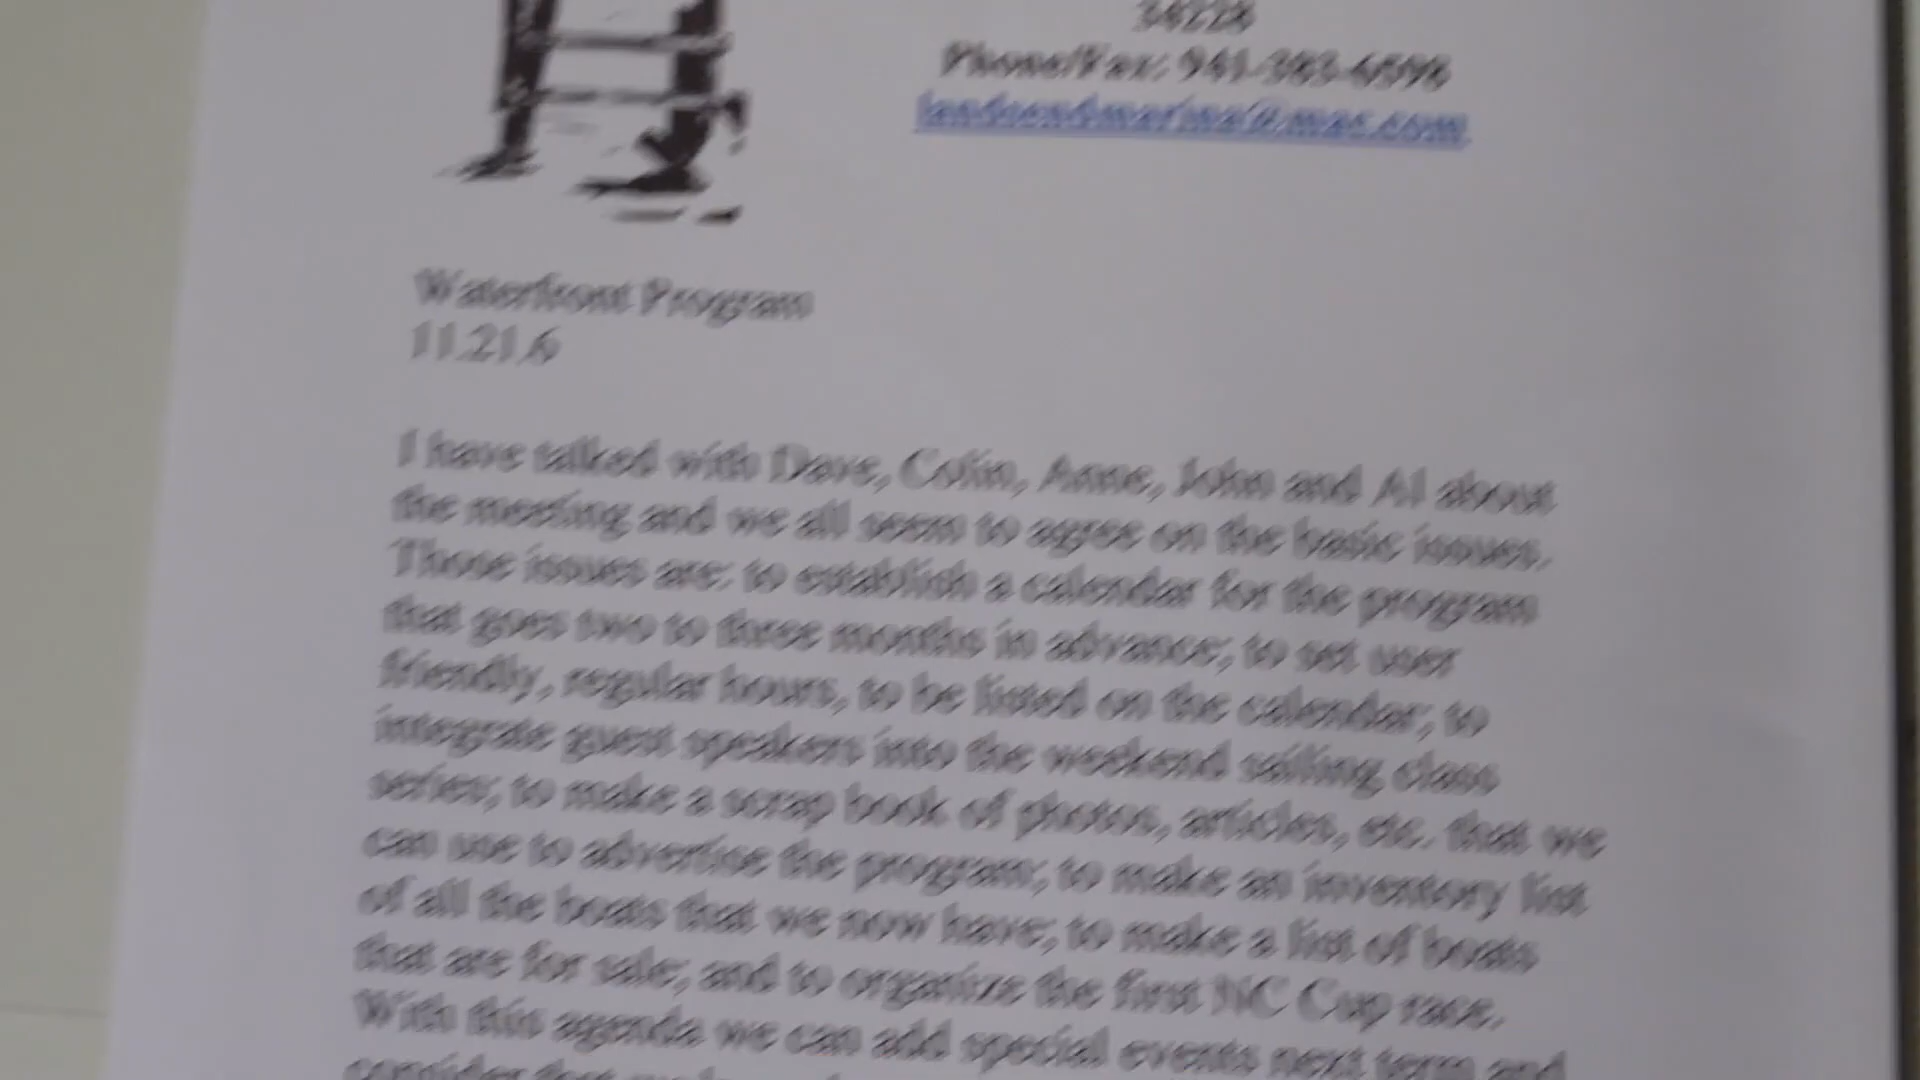 34228
Phone/Fax: 941-383-6598
landsendmarina@mac.com
Waterfront Program
11.21.6
I have talked with Dave, Colin, Anne, John and Al about
the meeting and we all seem to agree on the basic issues.
Those issues are: to establish a calendar for the program
that goes two to three months in advance; to set user
friendly, regular hours, to be listed on the calendar; to
integrate guest speakers into the weekend sailing class
series; to make a scrap book of photos, articles, etc. that we
can use to advertise the program; to make an inventory list
of all the boats that we now have; to make a list of boats
that are for sale; and to organize the first NC Cup race.
With this agenda we can add special events next term and
consider